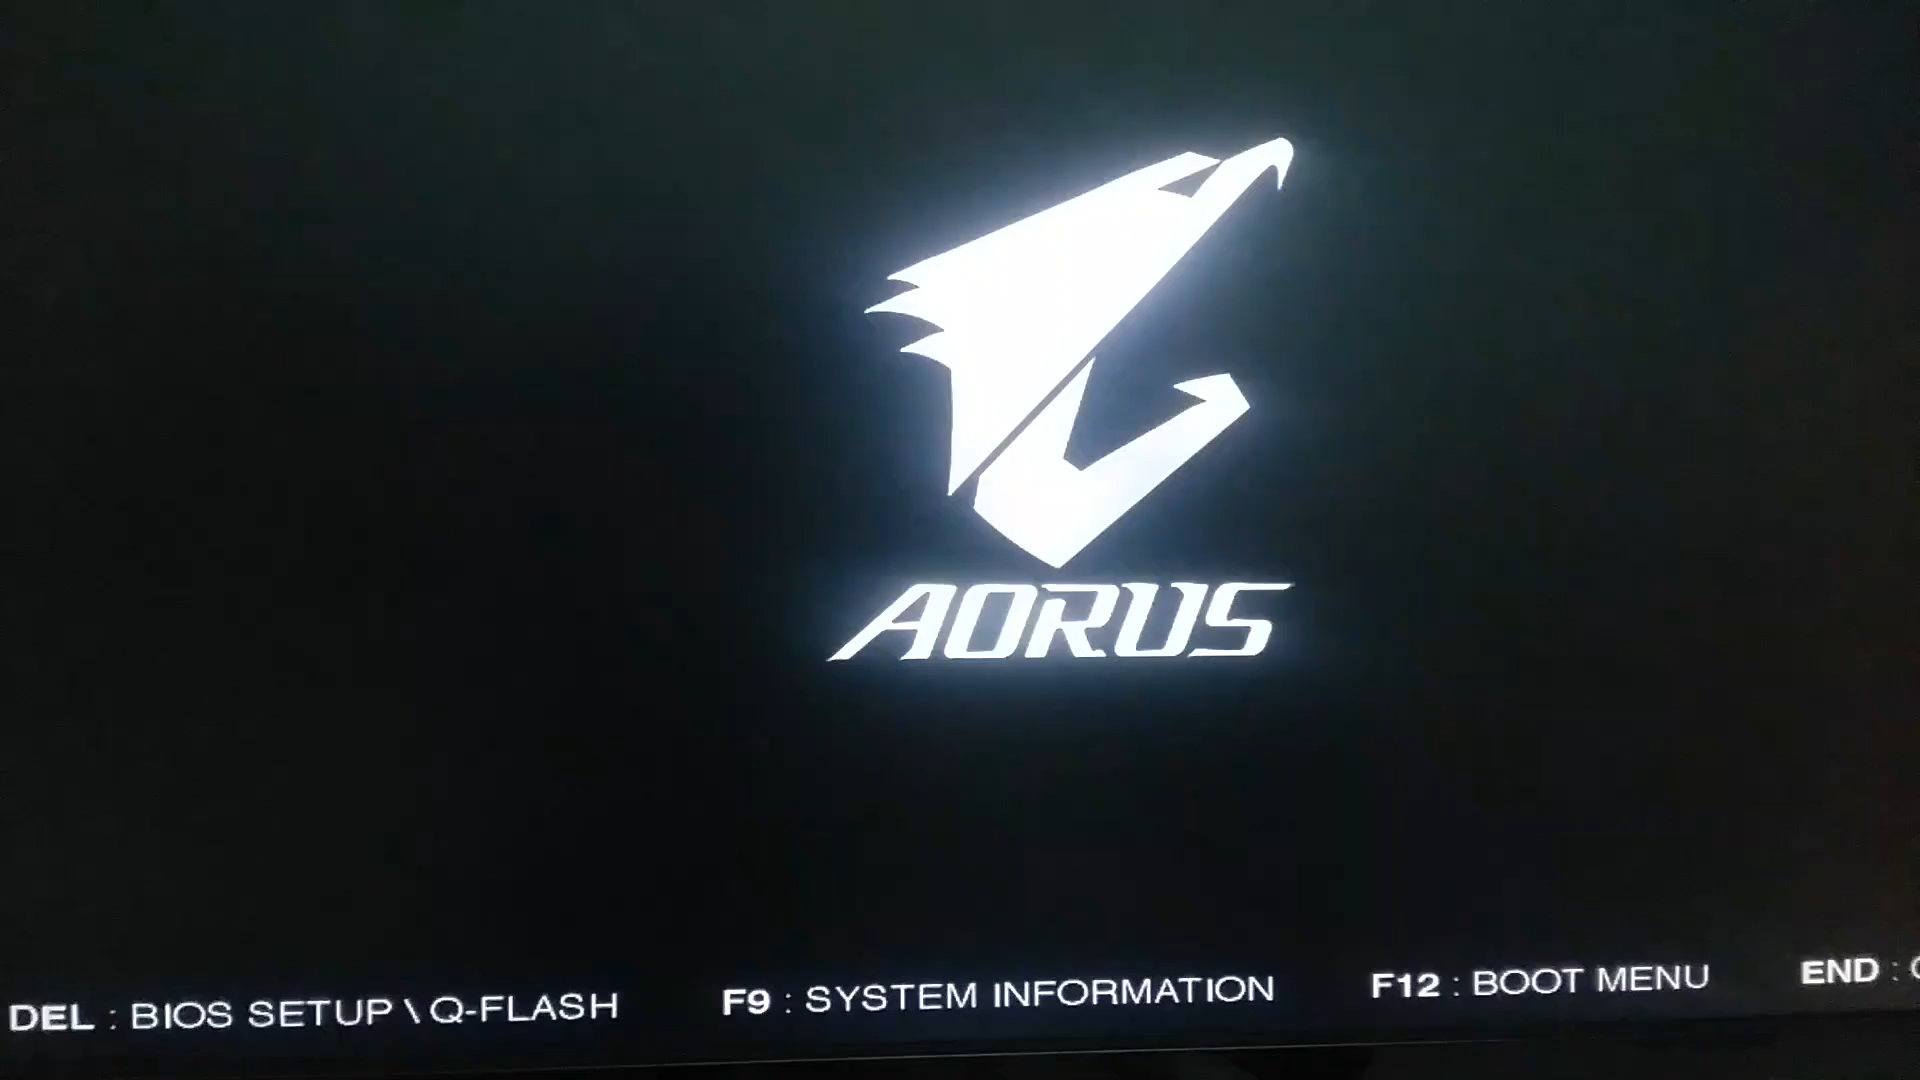 AORUS
DEL : BIOS SETUP \ Q-FLASH F9 : SYSTEM INFORMATION F12 : BOOT MENU END :